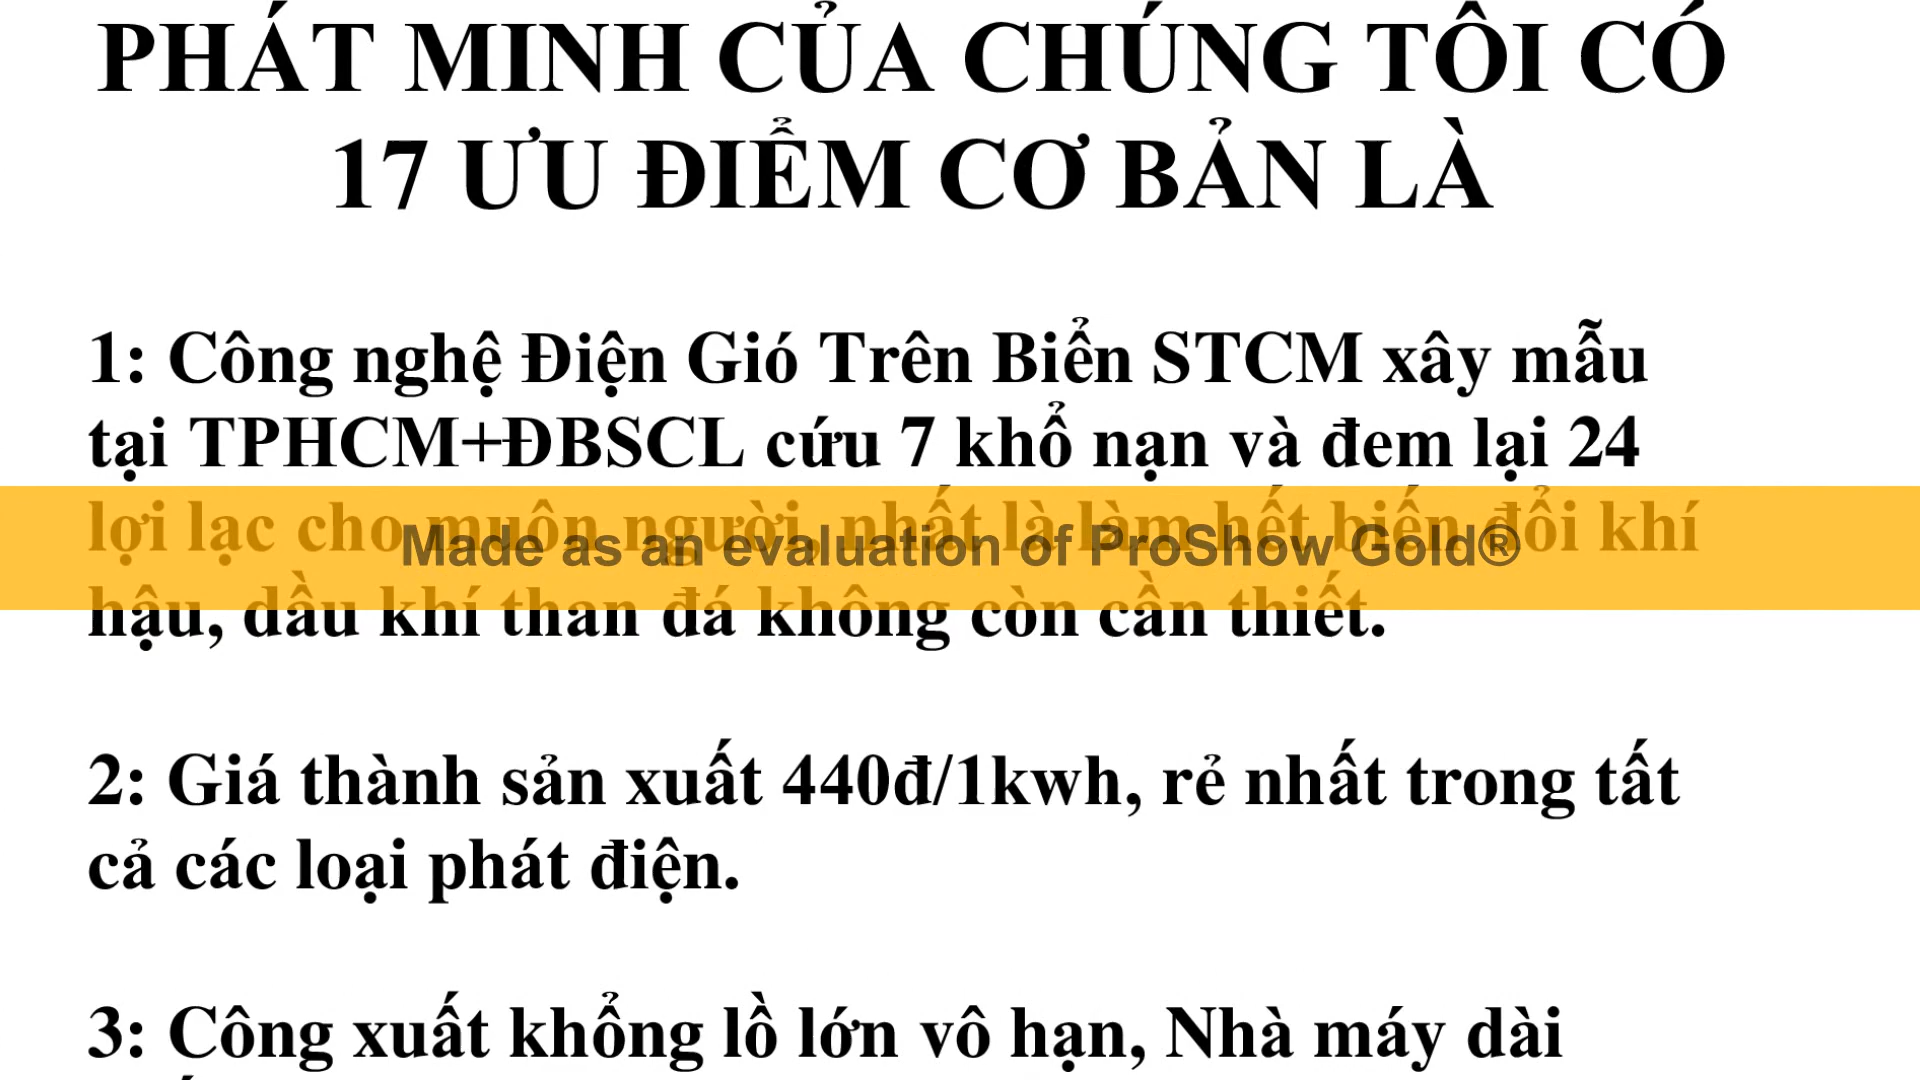 PHÁT MINH CỦA CHÚNG TÔI CÓ
17 ƯU ĐIỂM CƠ BẢN LÀ
1: Công nghệ Điện Gió Trên Biển STCM xây mẫu
tại TPHCM+ĐBSCL cứu 7 khổ nạn và đem lại 24
lợi lạc cho muôn người, nhất là làm hết biến đổi khí
Made as an evaluation of ProShow Gold®
hậu, dầu khí than đá không còn cần thiết.
2: Giá thành sản xuất 440đ/1kwh, rẻ nhất trong tất
cả các loại phát điện.
3: Công xuất khổng lồ lớn vô hạn, Nhà máy dài